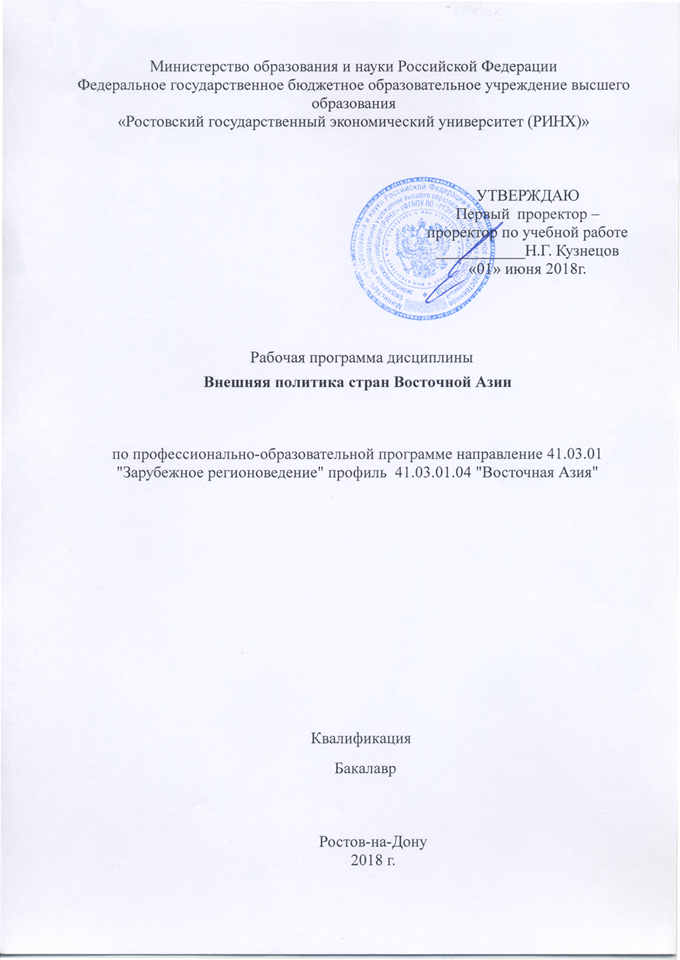 Министерство образования и науки Российской Федерации
Федеральное государственное бюджетное образовательное учреждение высшего
образования
«Ростовский государственный экономический университет (РИНХ)»
УТВЕРЖДАЮ
Первый проректор –
проректор по учебной работе
___________Н.Г. Кузнецов
«01» июня 2018г.
Рабочая программа дисциплины
Внешняя политика стран Восточной Азии
по профессионально-образовательной программе направление 41.03.01
"Зарубежное регионоведение" профиль 41.03.01.04 "Восточная Азия"
Квалификация
Бакалавр
Ростов-на-Дону
2018 г.